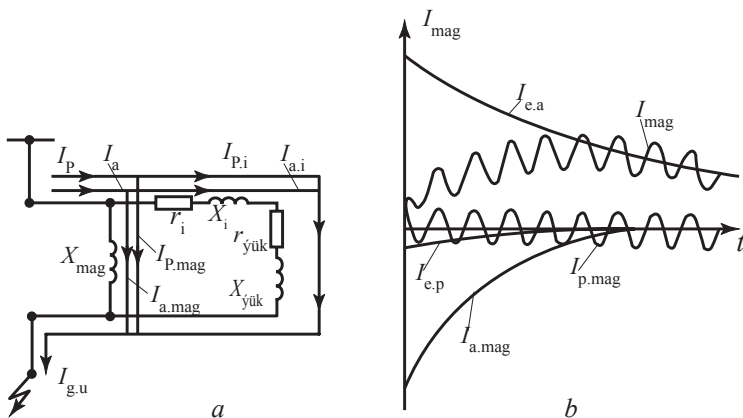 I_P
I_a
I_P.i
I_a.i
r_i
X_i
r_ýük
X_mag
I_P.mag
X_ýük
I_a.mag
I_g.u
a
I_mag
I_e.a
I_mag
t
I_e.p
I_p.mag
I_a.mag
b